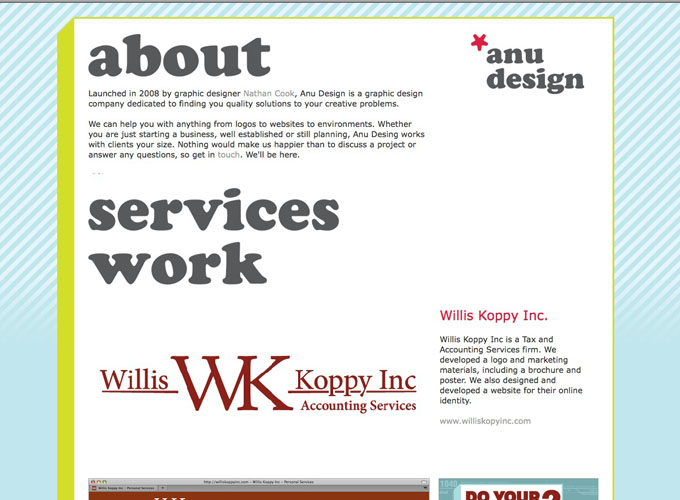 about
*anu
design
Launched in 2008 by graphic designer Nathan Cook, Anu Design is a graphic design
company dedicated to finding you quality solutions to your creative problems.
We can help you with anything from logos to websites to environments. Whether
you are just starting a business, well established or still planning, Anu Desing works
with clients your size. Nothing would make us happier than to discuss a project or
answer any questions, so get in touch. We'll be here.
services
work
Willis Koppy Inc.
Willis WK Koppy Inc
Accounting Services
Willis Koppy Inc is a Tax and
Accounting Services firm. We
developed a logo and marketing
materials, including a brochure and
poster. We also designed and
developed a website for their online
identity.
www.williskopyinc.com
http://williskoppyinc.com - Willis Koppy Inc - Personal Services
Willis Koppy Inc - Personal Services
1040
DO YOUR